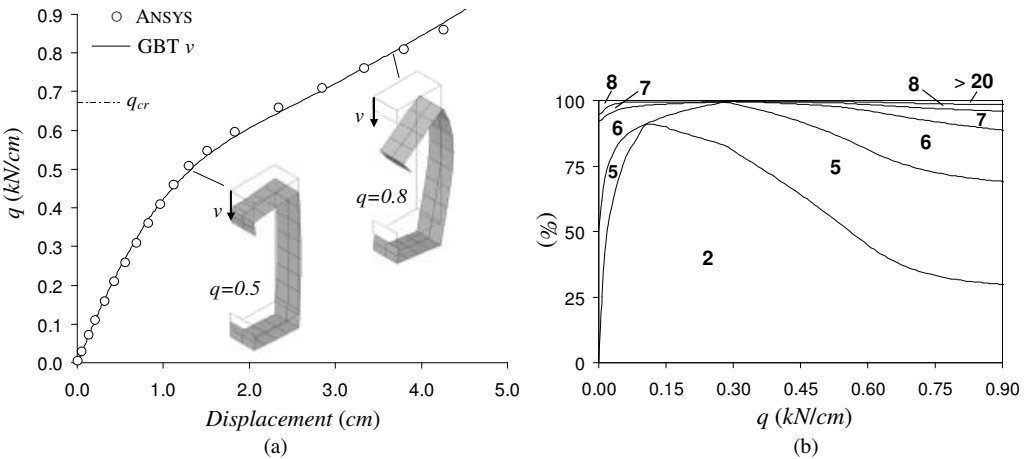 ANSYS
GBT v
q_cr
q (kN/cm)
0.9
0.8
0.7
0.6
0.5
0.4
0.3
0.2
0.1
0.0
v
q=0.5
v
q=0.8
0.0 1.0 2.0 3.0 4.0 5.0
Displacement (cm)
(a)
8 7 8 > 20
7
6 6
5 5
2
(%)
100
75
50
25
0
0.00 0.15 0.30 0.45 0.60 0.75 0.90
q (kN/cm)
(b)